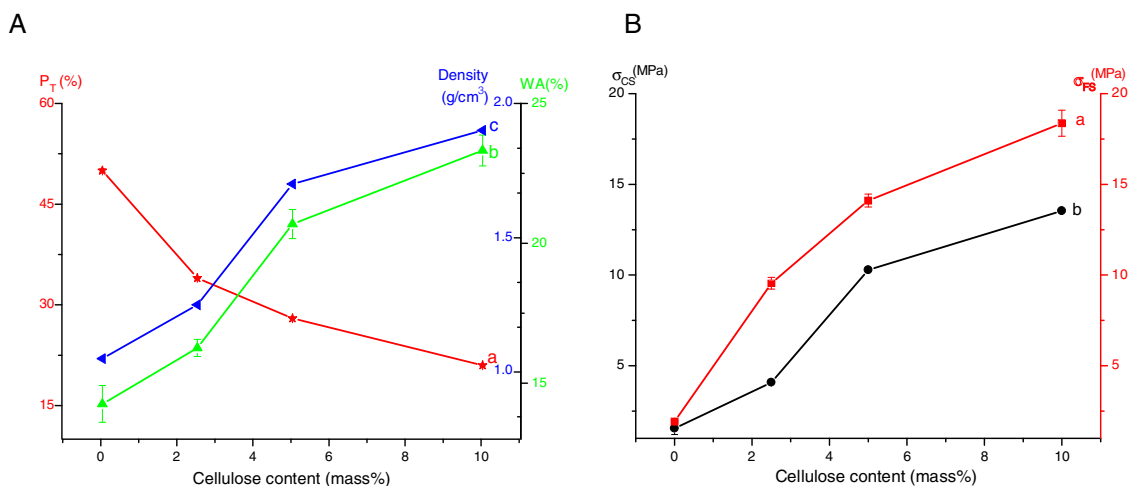 A
P_T (%)
Density
(g/cm³)
WA(%)
60
45
30
15
2.0
1.5
1.0
25
20
15
c
b
a
0
2
4
6
8
10
Cellulose content (mass%)
B
σ_CS (MPa)
σ_FS (MPa)
20
15
10
5
20
15
10
5
a
b
0
2
4
6
8
10
Cellulose content (mass%)